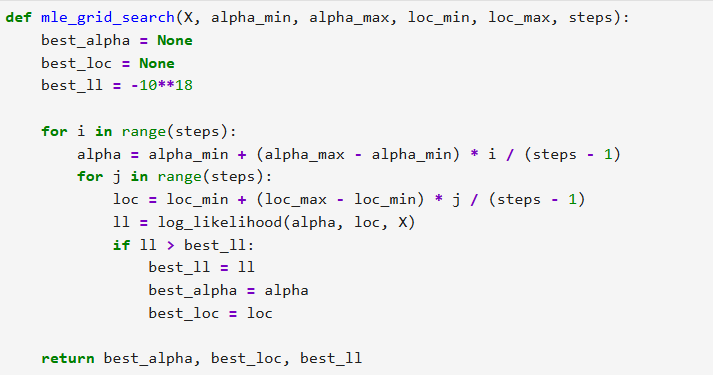 def mle_grid_search(X, alpha_min, alpha_max, loc_min, loc_max, steps):
    best_alpha = None
    best_loc = None
    best_ll = -10**18

    for i in range(steps):
        alpha = alpha_min + (alpha_max - alpha_min) * i / (steps - 1)
        for j in range(steps):
            loc = loc_min + (loc_max - loc_min) * j / (steps - 1)
            ll = log_likelihood(alpha, loc, X)
            if ll > best_ll:
                best_ll = ll
                best_alpha = alpha
                best_loc = loc

    return best_alpha, best_loc, best_ll